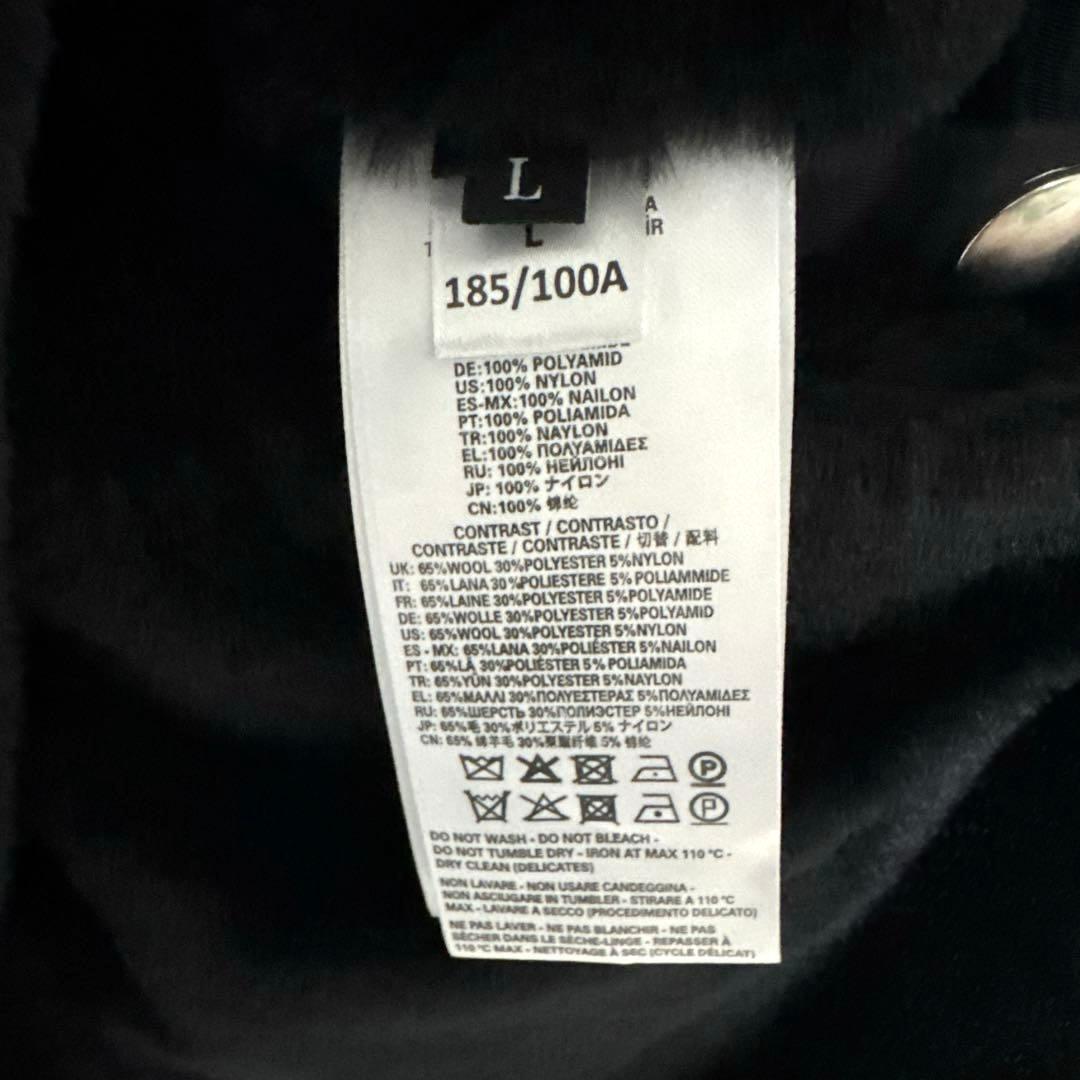 L
A
İR
L
185/100A
DE:100% POLYAMID
US:100% NYLON
ES-MX:100% NAILON
PT:100% POLIAMIDA
TR:100% NAYLON
EL:100% ΠΟΛΥΑΜΙΔΕΣ
RU: 100% НЕЙЛОНІ
JP: 100% ナイロン
CN:100% 锦纶
CONTRAST / CONTRASTO /
CONTRASTE / CONTRASTE / 切替 / 配料
UK: 65%WOOL 30%POLYESTER 5%NYLON
IT: 65%LANA 30%POLIESTERE 5% POLIAMMIDE
FR: 65%LAINE 30%POLYESTER 5%POLYAMIDE
DE: 65%WOLLE 30%POLYESTER 5%POLYAMID
US: 65%WOOL 30%POLYESTER 5%NYLON
ES - MX: 65%LANA 30%POLIÉSTER 5%NAILON
PT: 65%LÃ 30%POLIÉSTER 5% POLIAMIDA
TR: 65%YÜN 30%POLYESTER 5%NAYLON
EL: 65%ΜΑΛΛΙ 30%ΠΟΛΥΕΣΤΕΡΑΣ 5%ΠΟΛΥΑΜΙΔΕΣ
RU: 65%ШЕРСТЬ 30%ПОЛИЭСТЕР 5%НЕЙЛОНІ
JP: 65%毛 30%ポリエステル 5% ナイロン
CN: 65% 绵羊毛 30%聚酯纤维 5% 锦纶
P
P
DO NOT WASH - DO NOT BLEACH -
DO NOT TUMBLE DRY - IRON AT MAX 110 °C -
DRY CLEAN (DELICATES)
NON LAVARE - NON USARE CANDEGGINA -
NON ASCIUGARE IN TUMBLER - STIRARE A 110 °C
MAX - LAVARE A SECCO (PROCEDIMENTO DELICATO)
NE PAS LAVER - NE PAS BLANCHIR - NE PAS
SÉCHER DANS LE SÈCHE-LINGE - REPASSER À
110 °C MAX - NETTOYAGE À SEC (CYCLE DÉLICAT)